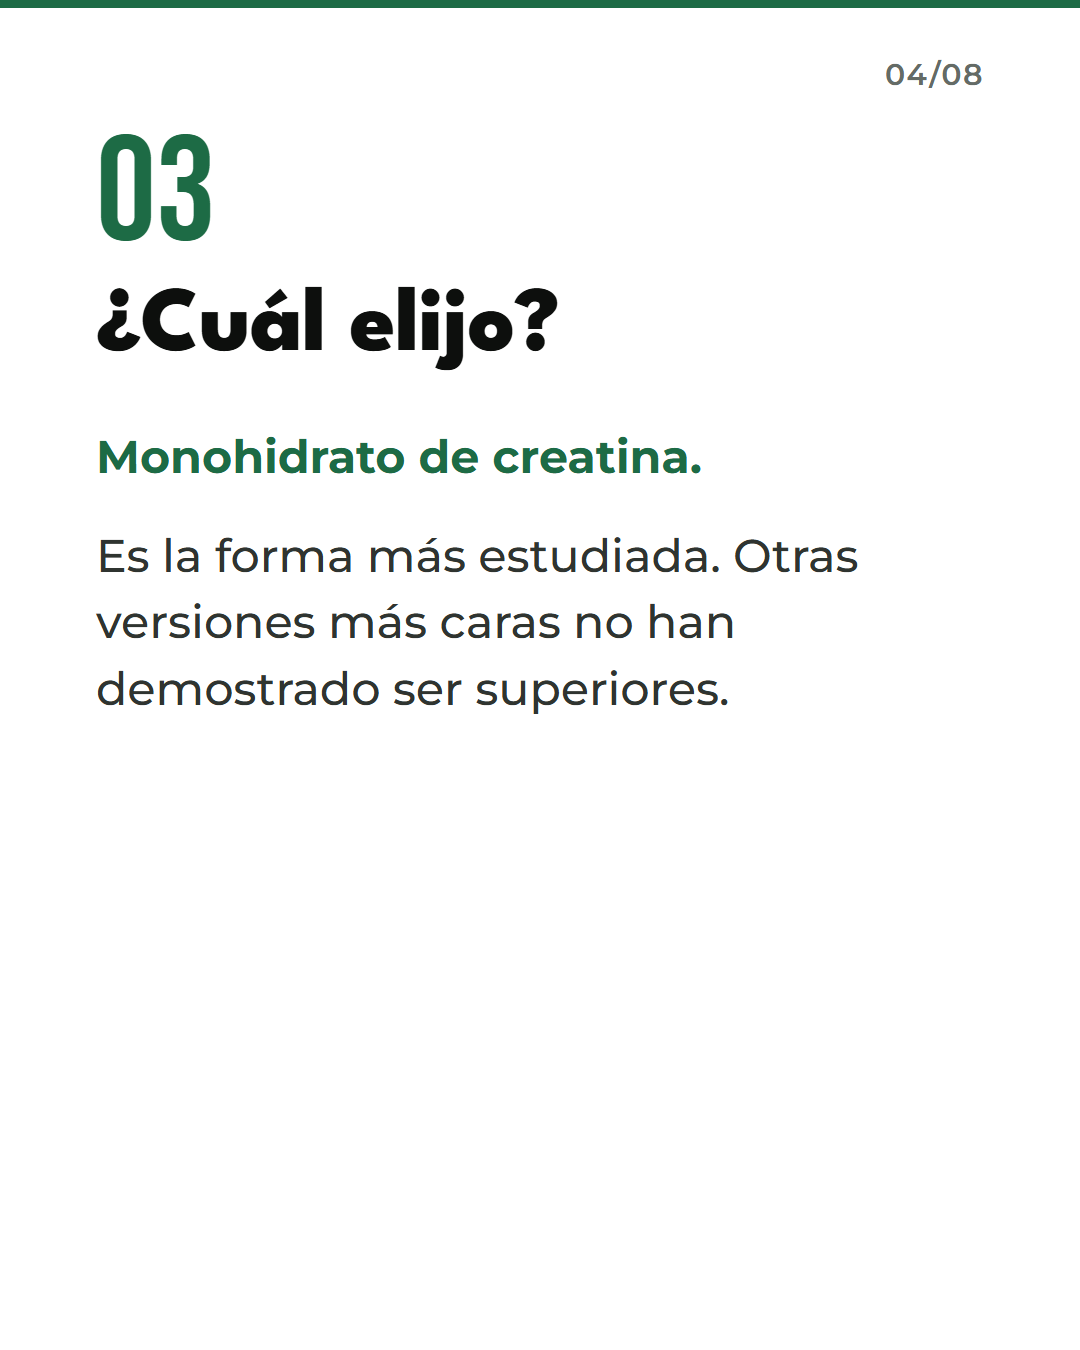 04/08
03
¿Cuál elijo?
Monohidrato de creatina.
Es la forma más estudiada. Otras
versiones más caras no han
demostrado ser superiores.